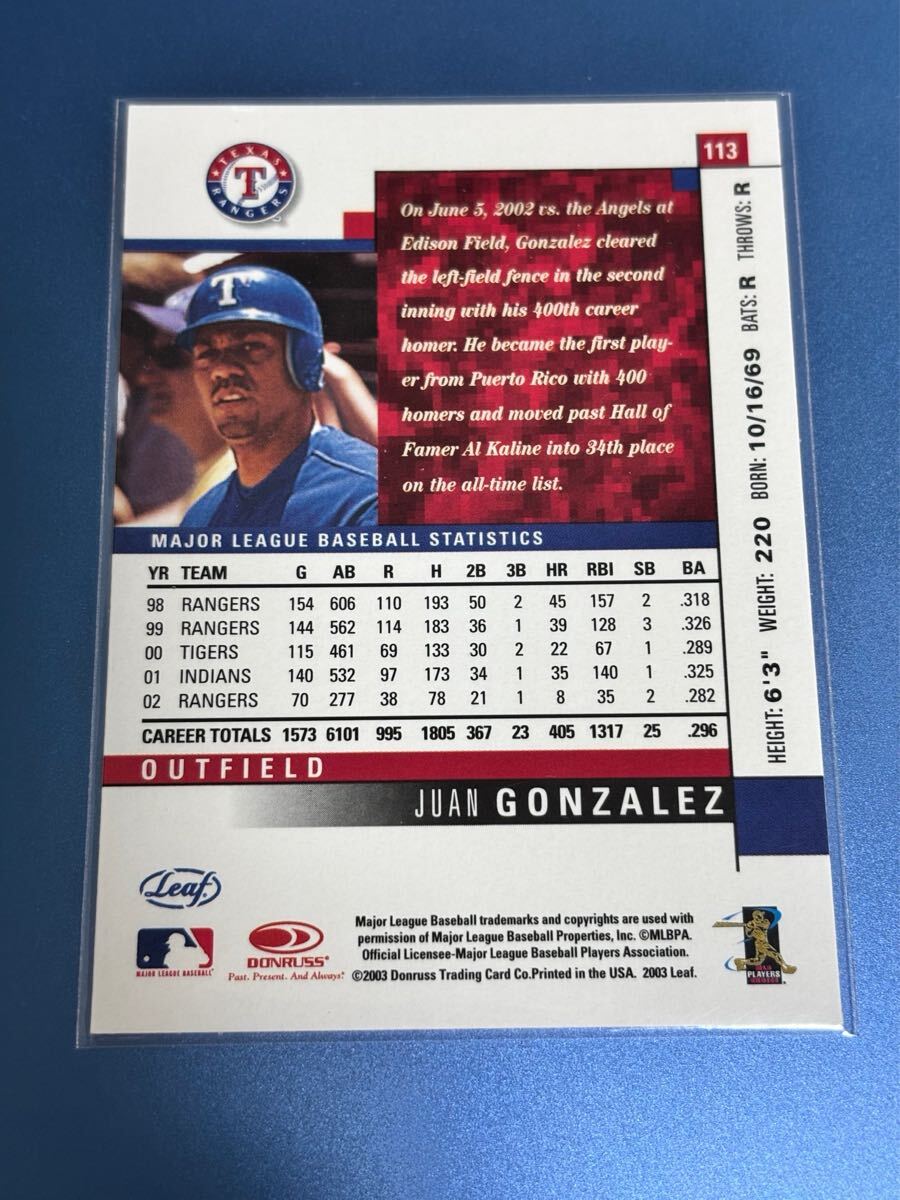 TEXAS
T
RANGERS
113
On June 5, 2002 vs. the Angels at
Edison Field, Gonzalez cleared
the left-field fence in the second
inning with his 400th career
homer. He became the first play-
er from Puerto Rico with 400
homers and moved past Hall of
Famer Al Kaline into 34th place
on the all-time list.
T
HEIGHT: 6'3" WEIGHT: 220 BORN: 10/16/69 BATS: R THROWS: R
MAJOR LEAGUE BASEBALL STATISTICS
YR TEAM G AB R H 2B 3B HR RBI SB BA
98 RANGERS 154 606 110 193 50 2 45 157 2 .318
99 RANGERS 144 562 114 183 36 1 39 128 3 .326
00 TIGERS 115 461 69 133 30 2 22 67 1 .289
01 INDIANS 140 532 97 173 34 1 35 140 1 .325
02 RANGERS 70 277 38 78 21 1 8 35 2 .282
CAREER TOTALS 1573 6101 995 1805 367 23 405 1317 25 .296
OUTFIELD
JUAN GONZALEZ
Leaf
MAJOR LEAGUE BASEBALL
DONRUSS
Past. Present. And Always.
Major League Baseball trademarks and copyrights are used with
permission of Major League Baseball Properties, Inc. ©MLBPA.
Official Licensee-Major League Baseball Players Association.
©2003 Donruss Trading Card Co.Printed in the USA. 2003 Leaf.
PLAYERS